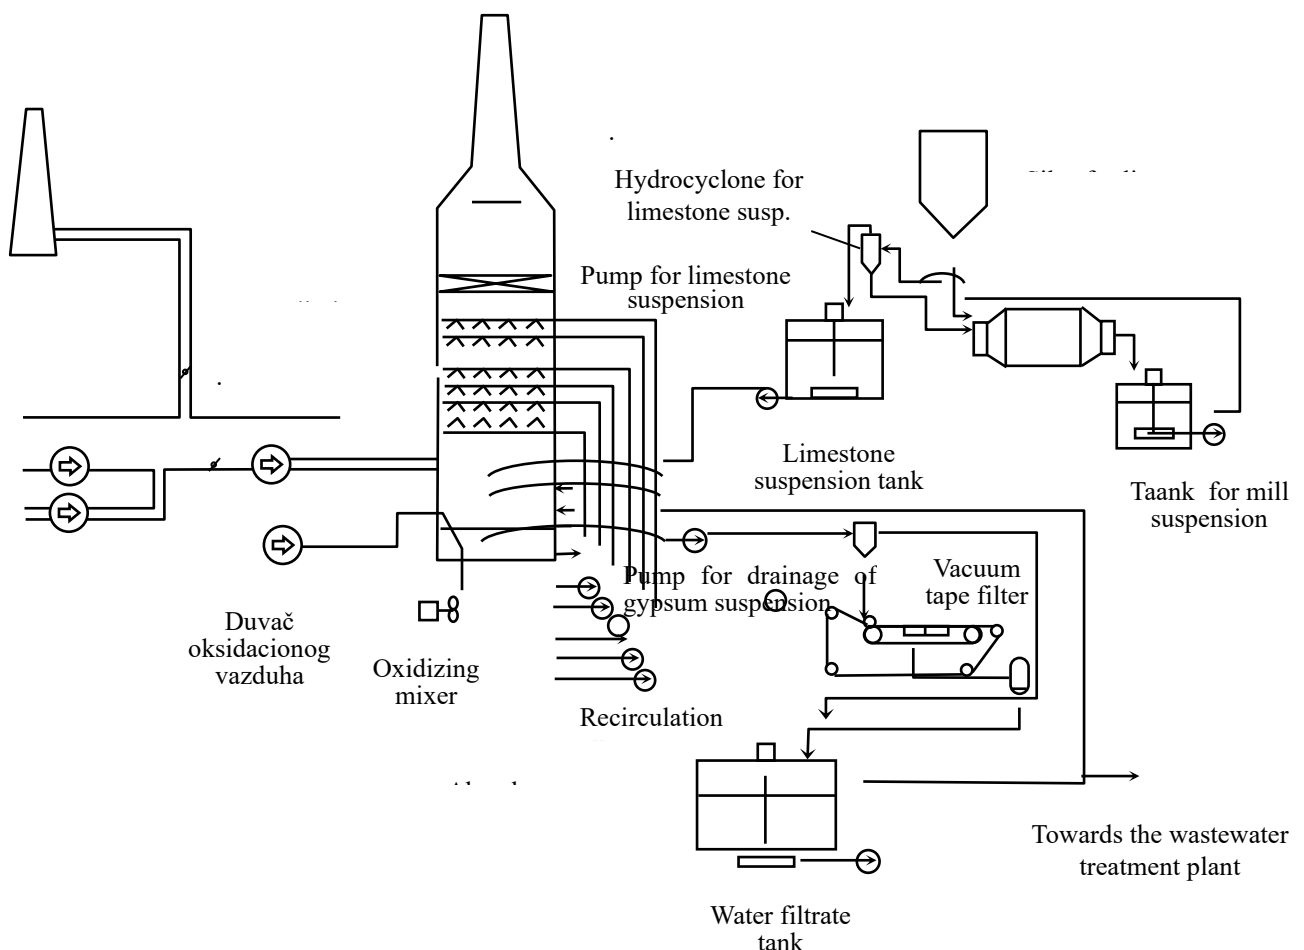 Hydrocyclone for
limestone susp.
Pump for limestone
suspension
Limestone
suspension tank
Taank for mill
suspension
Pump for drainage of
gypsum suspension
Vacuum
tape filter
Duvač
oksidacionog
vazduha
Oxidizing
mixer
Recirculation
Towards the wastewater
treatment plant
Water filtrate
tank